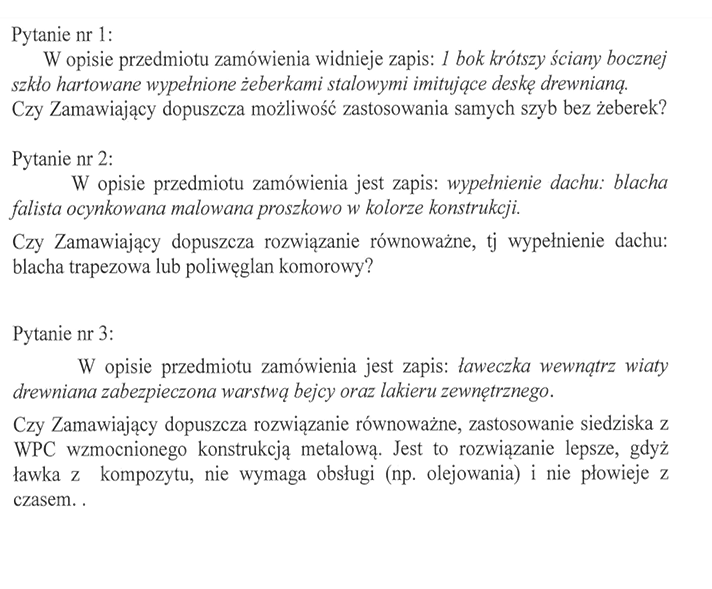 Pytanie nr 1:
W opisie przedmiotu zamówienia widnieje zapis: 1 bok krótszy ściany bocznej
szkło hartowane wypełnione żeberkami stalowymi imitujące deskę drewnianą.
Czy Zamawiający dopuszcza możliwość zastosowania samych szyb bez żeberek?
Pytanie nr 2:
W opisie przedmiotu zamówienia jest zapis: wypełnienie dachu: blacha
falista ocynkowana malowana proszkowo w kolorze konstrukcji.
Czy Zamawiający dopuszcza rozwiązanie równoważne, tj wypełnienie dachu:
blacha trapezowa lub poliwęglan komorowy?
Pytanie nr 3:
W opisie przedmiotu zamówienia jest zapis: ławeczka wewnątrz wiaty
drewniana zabezpieczona warstwą bejcy oraz lakieru zewnętrznego.
Czy Zamawiający dopuszcza rozwiązanie równoważne, zastosowanie siedziska z
WPC wzmocnionego konstrukcją metalową. Jest to rozwiązanie lepsze, gdyż
ławka z kompozytu, nie wymaga obsługi (np. olejowania) i nie płowieje z
czasem. .